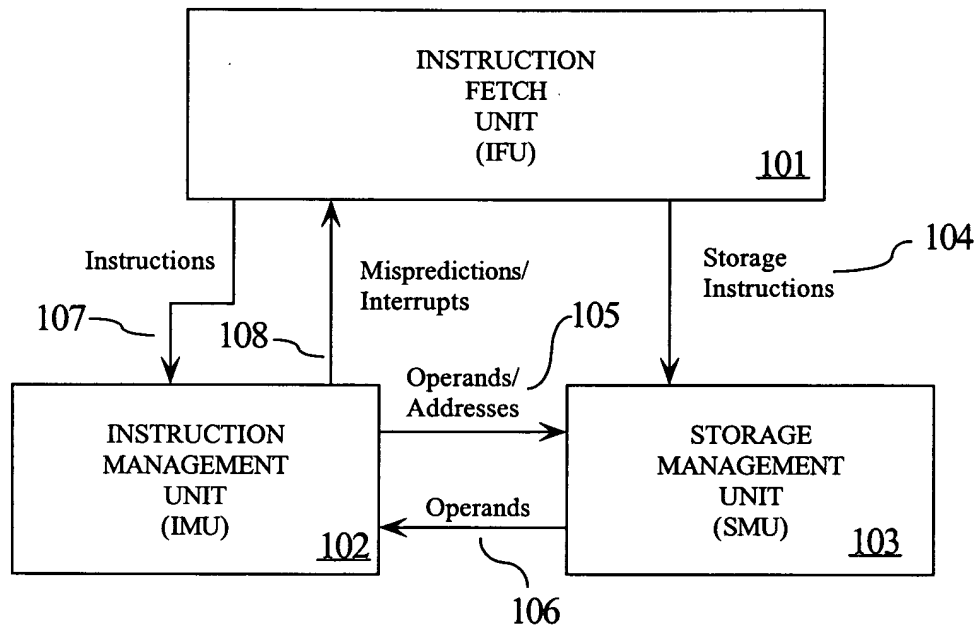 INSTRUCTION
FETCH
UNIT
(IFU)
101
Instructions
Mispredictions/
Interrupts
Storage
Instructions
104
107
108
105
Operands/
Addresses
INSTRUCTION
MANAGEMENT
UNIT
(IMU)
102
Operands
106
STORAGE
MANAGEMENT
UNIT
(SMU)
103